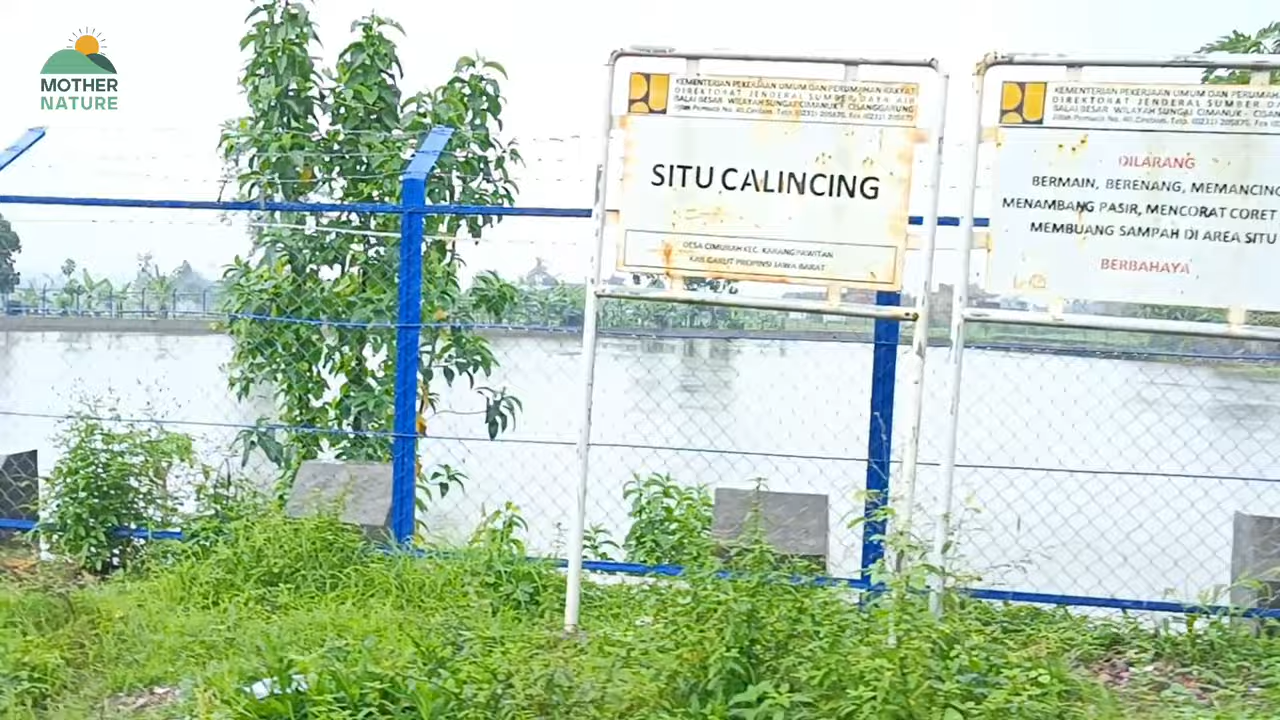 MOTHER
NATURE
KEMENTERIAN PEKERJAAN UMUM DAN PERUMAHAN RAKYAT
DIREKTORAT JENDERAL SUMBER DAYA AIR
BALAI BESAR WILAYAH SUNGAI CIMANUK - CISANGGARUNG
SITU CALINCING
DESA CIMURAH KEC. KARANGPAWITAN
KAB GARUT PROPINSI JAWA BARAT
KEMENTERIAN PEKERJAAN UMUM DAN PERUMAHA
DIREKTORAT JENDERAL SUMBER DA
BALAI BESAR WILAYAH SUNGAI CIMANUK - CISAN
DILARANG
BERMAIN, BERENANG, MEMANCING
MENAMBANG PASIR, MENCORAT CORET
MEMBUANG SAMPAH DI AREA SITU
BERBAHAYA